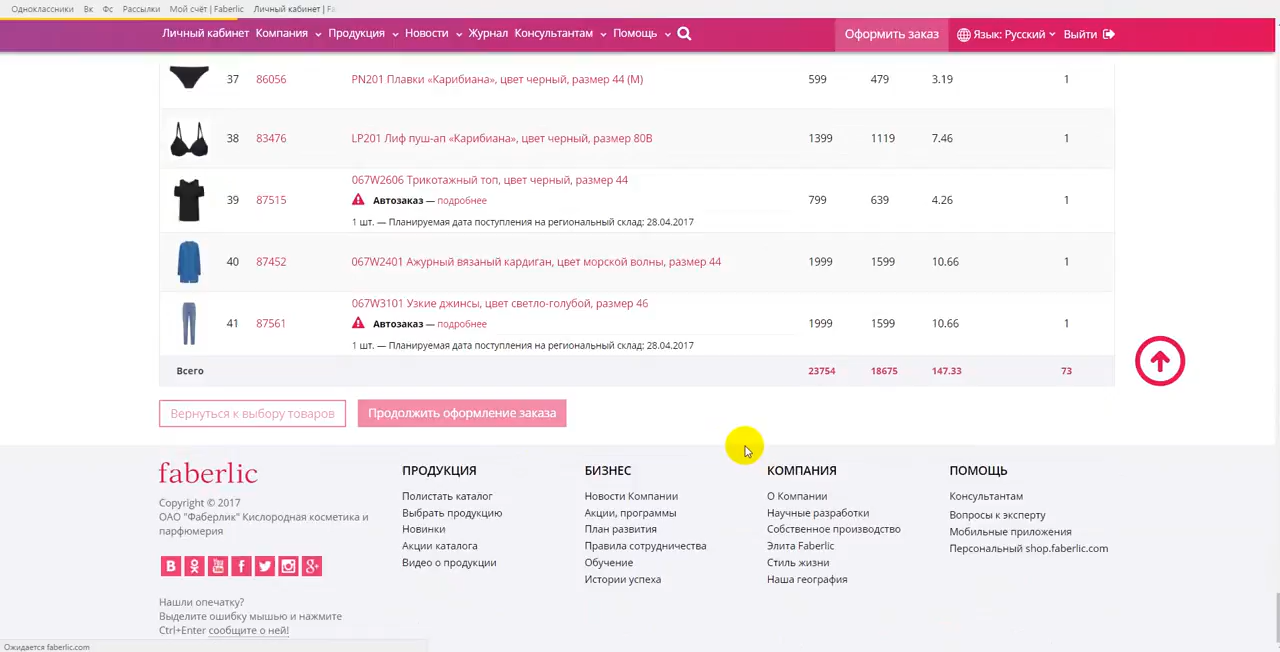 Одноклассники Вк Фс Рассылки Мой счёт | Faberlic Личный кабинет | Fa
Личный кабинет Компания Продукция Новости Журнал Консультантам Помощь Оформить заказ Язык: Русский Выйти
37 86056 PN201 Плавки «Карибиана», цвет черный, размер 44 (M) 599 479 3.19 1
38 83476 LP201 Лиф пуш-ап «Карибиана», цвет черный, размер 80B 1399 1119 7.46 1
067W2606 Трикотажный топ, цвет черный, размер 44
39 87515 Автозаказ — подробнее 799 639 4.26 1
1 шт. — Планируемая дата поступления на региональный склад: 28.04.2017
40 87452 067W2401 Ажурный вязаный кардиган, цвет морской волны, размер 44 1999 1599 10.66 1
067W3101 Узкие джинсы, цвет светло-голубой, размер 46
41 87561 Автозаказ — подробнее 1999 1599 10.66 1
1 шт. — Планируемая дата поступления на региональный склад: 28.04.2017
Всего 23754 18675 147.33 73
Вернуться к выбору товаров Продолжить оформление заказа
faberlic
Copyright © 2017
ОАО "Фаберлик" Кислородная косметика и
парфюмерия
Нашли опечатку?
Выделите ошибку мышью и нажмите
Ctrl+Enter сообщите о ней!
ПРОДУКЦИЯ
Полистать каталог
Выбрать продукцию
Новинки
Акции каталога
Видео о продукции
БИЗНЕС
Новости Компании
Акции, программы
План развития
Правила сотрудничества
Обучение
Истории успеха
КОМПАНИЯ
О Компании
Научные разработки
Собственное производство
Элита Faberlic
Стиль жизни
Наша география
ПОМОЩЬ
Консультантам
Вопросы к эксперту
Мобильные приложения
Персональный shop.faberlic.com
Ожидается faberlic.com